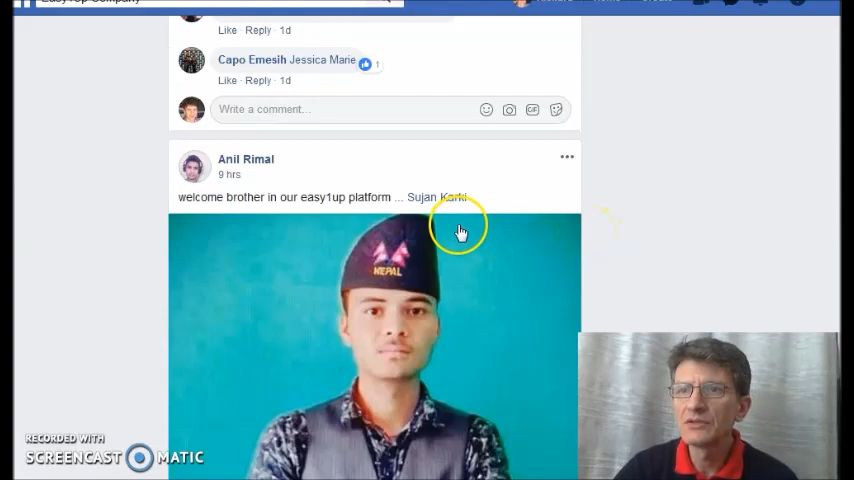 Easy1Up Company
Like · Reply · 1d
Capo Emesih Jessica Marie
1
Like · Reply · 1d
Write a comment...
GIF
Anil Rimal
9 hrs
welcome brother in our easy1up platform ... Sujan Karki
NEPAL
RECORDED WITH
SCREENCAST MATIC